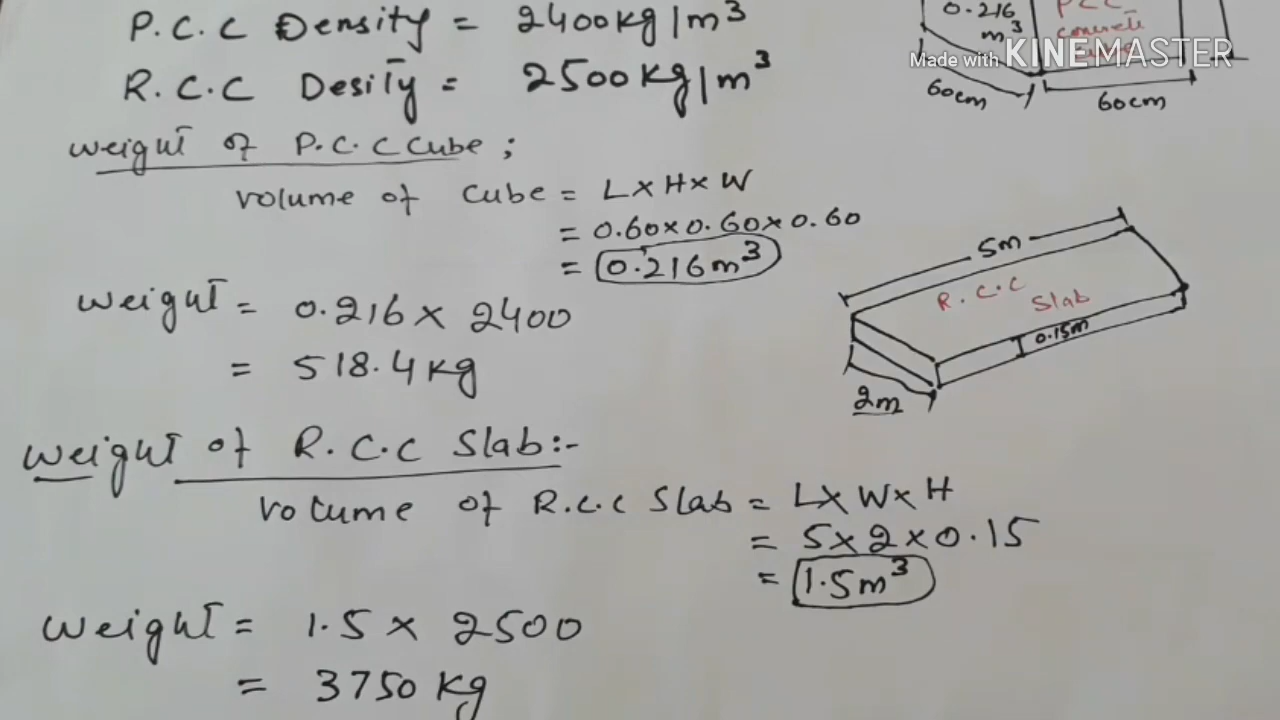 P.C.C Density = 2400kg/m³
R.C.C Desity = 2500kg/m³
weight of P.C.C Cube ;
volume of Cube = L×H×W
= 0.60×0.60×0.60
= 0.216m³
weight = 0.216 × 2400
= 518.4kg
weight of R.C.C Slab:-
volume of R.C.C Slab = L×W×H
= 5×2×0.15
= 1.5m³
weight = 1.5 × 2500
= 3750 kg
0.216
m³
PCC
concrete
Made with KINEMASTER
60cm
60cm
5m
R.C.C
Slab
0.15m
2m